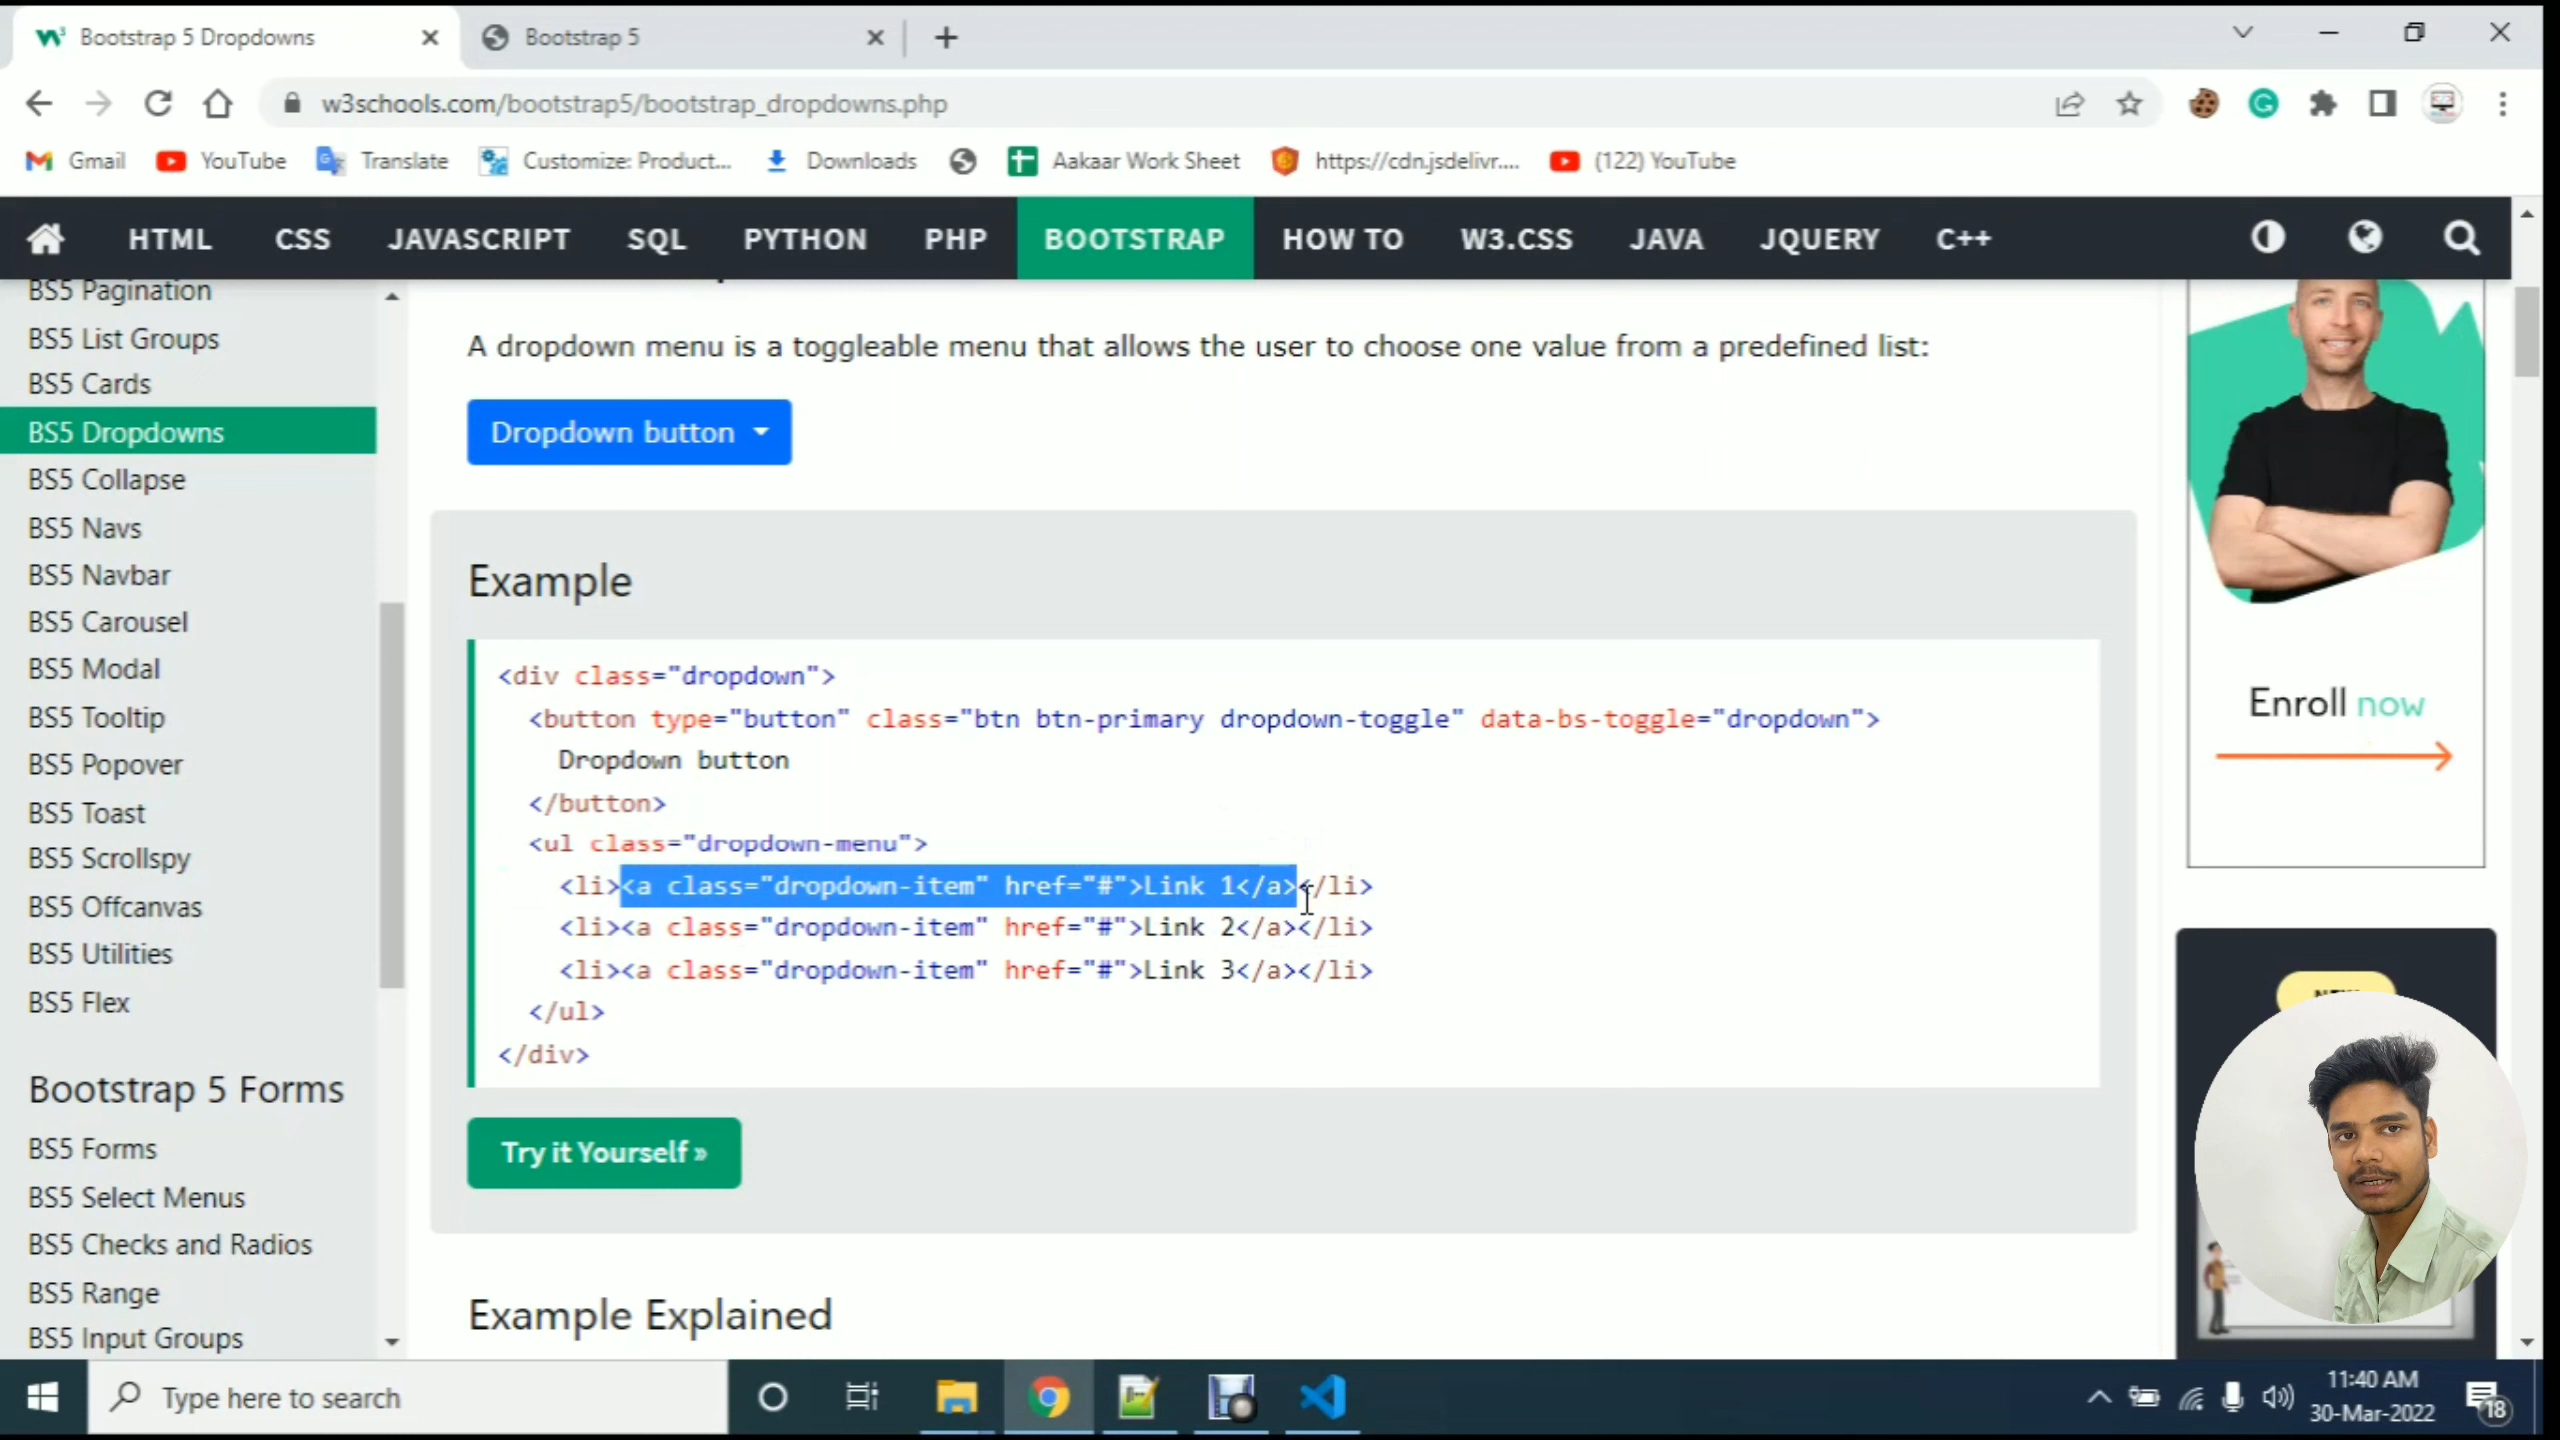 Bootstrap 5 Dropdowns
Bootstrap 5
w3schools.com/bootstrap5/bootstrap_dropdowns.php
Gmail
YouTube
Translate
Customize: Product...
Downloads
Aakaar Work Sheet
https://cdn.jsdelivr....
(122) YouTube
HTML
CSS
JAVASCRIPT
SQL
PYTHON
PHP
BOOTSTRAP
HOW TO
W3.CSS
JAVA
JQUERY
C++
BS5 Pagination
BS5 List Groups
BS5 Cards
BS5 Dropdowns
BS5 Collapse
BS5 Navs
BS5 Navbar
BS5 Carousel
BS5 Modal
BS5 Tooltip
BS5 Popover
BS5 Toast
BS5 Scrollspy
BS5 Offcanvas
BS5 Utilities
BS5 Flex
Bootstrap 5 Forms
BS5 Forms
BS5 Select Menus
BS5 Checks and Radios
BS5 Range
BS5 Input Groups
A dropdown menu is a toggleable menu that allows the user to choose one value from a predefined list:
Dropdown button
Example
<div class="dropdown">
<button type="button" class="btn btn-primary dropdown-toggle" data-bs-toggle="dropdown">
Dropdown button
</button>
<ul class="dropdown-menu">
<li><a class="dropdown-item" href="#">Link 1</a></li>
<li><a class="dropdown-item" href="#">Link 2</a></li>
<li><a class="dropdown-item" href="#">Link 3</a></li>
</ul>
</div>
Try it Yourself »
Example Explained
Enroll now
Type here to search
11:40 AM
30-Mar-2022
18